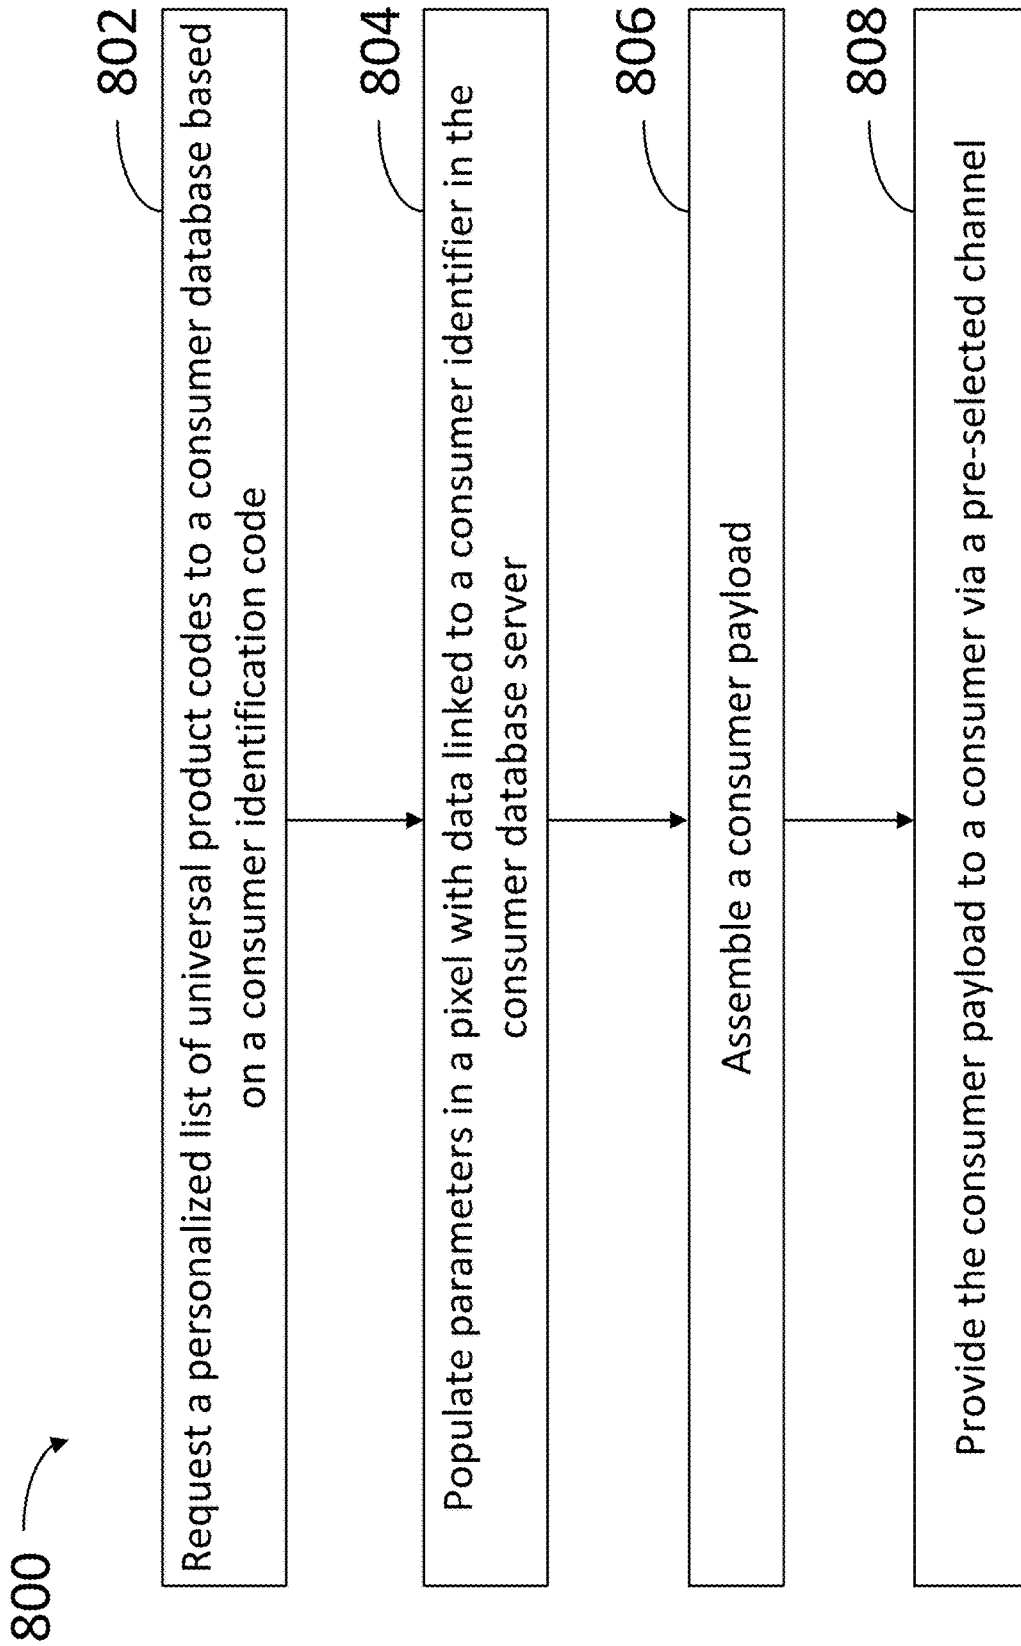 800
802
Request a personalized list of universal product codes to a consumer database based
on a consumer identification code
804
Populate parameters in a pixel with data linked to a consumer identifier in the
consumer database server
806
Assemble a consumer payload
808
Provide the consumer payload to a consumer via a pre-selected channel